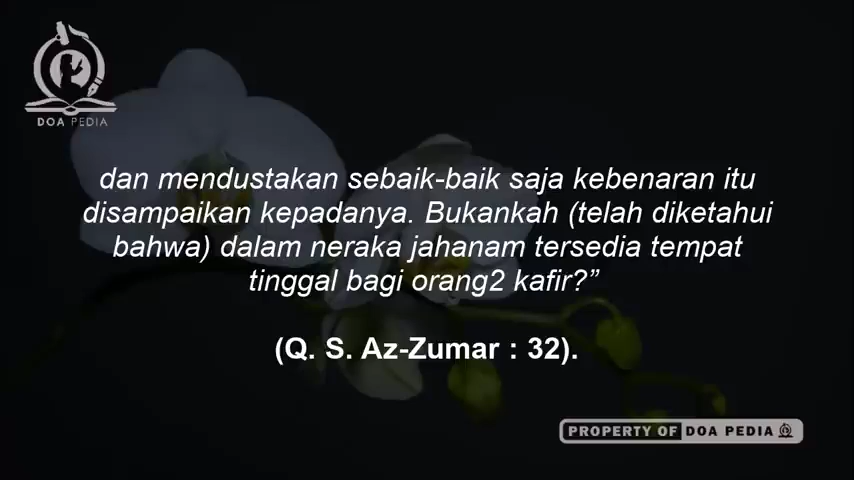 DOA PEDIA
dan mendustakan sebaik-baik saja kebenaran itu
disampaikan kepadanya. Bukankah (telah diketahui
bahwa) dalam neraka jahanam tersedia tempat
tinggal bagi orang2 kafir?”
(Q. S. Az-Zumar : 32).
PROPERTY OF DOA PEDIA